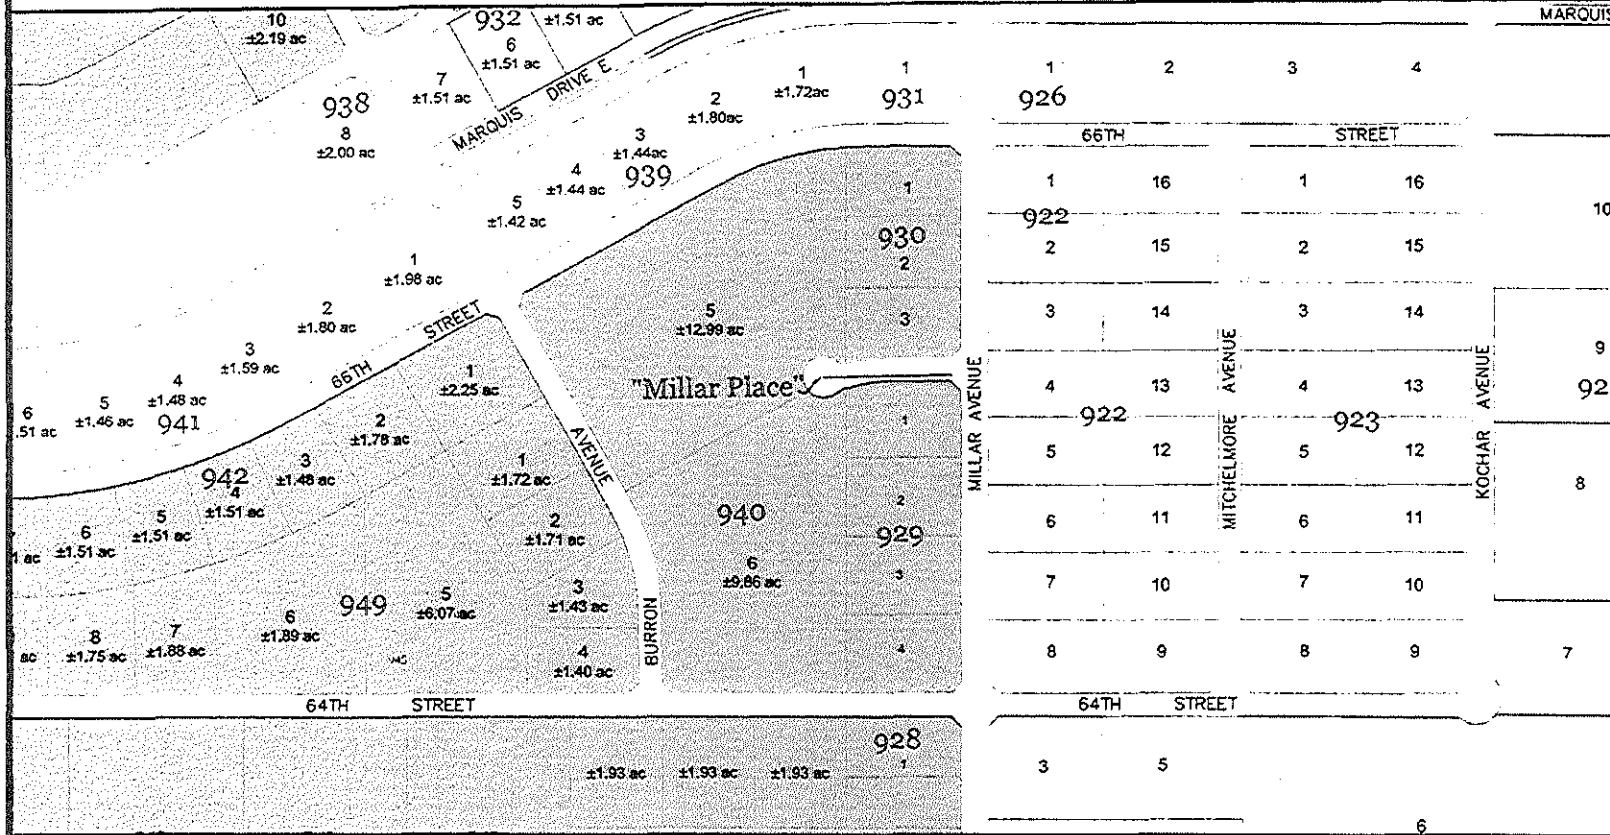 10
±2.19 ac
932
±1.51 ac
6
±1.51 ac
MARQUIS
7
±1.51 ac
938
8
±2.00 ac
MARQUIS DRIVE E
1
±1.72ac
2
±1.80ac
3
±1.44ac
939
4
±1.44 ac
5
±1.42 ac
1
931
1
2
3
4
926
66TH STREET
1
±1.98 ac
2
±1.80 ac
3
±1.59 ac
4
±1.48 ac
941
5
±1.46 ac
6
.51 ac
66TH STREET
1
930
2
3
5
±12.99 ac
"Millar Place"
1
±2.25 ac
2
±1.78 ac
3
±1.48 ac
942
4
±1.51 ac
5
±1.51 ac
6
±1.51 ac
1 ac
AVENUE
BURRON
1
±1.72 ac
2
±1.71 ac
3
±1.43 ac
4
±1.40 ac
949
5
±6.07 ac
6
±1.89 ac
7
±1.88 ac
8
±1.75 ac
ac
940
6
±9.86 ac
1
2
929
3
4
MILLAR AVENUE
1
16
1
16
922
2
15
2
15
3
14
3
14
4
13
4
13
922
923
5
12
5
12
6
11
6
11
7
10
7
10
8
9
8
9
MITCHELMORE AVENUE
KOCHAR AVENUE
10
9
92
8
7
64TH STREET
64TH STREET
928
1
±1.93 ac
±1.93 ac
±1.93 ac
3
5
6